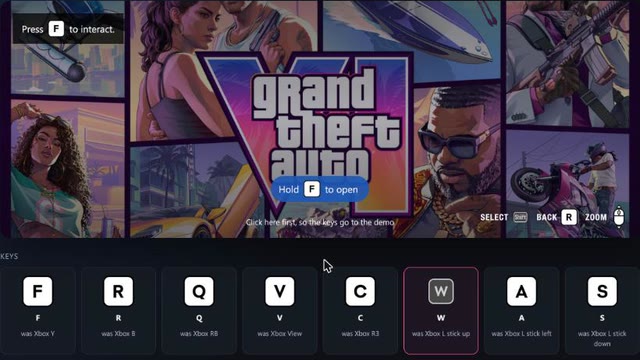 Press F to interact.
grand
theft
auto
VI
Hold F to open
Click here first, so the keys go to the demo.
SELECT Shift BACK R ZOOM
KEYS
F R Q V C W A S
F R Q V C W A S
was Xbox Y was Xbox B was Xbox RB was Xbox View was Xbox R3 was Xbox L stick up was Xbox L stick left was Xbox L stick
down